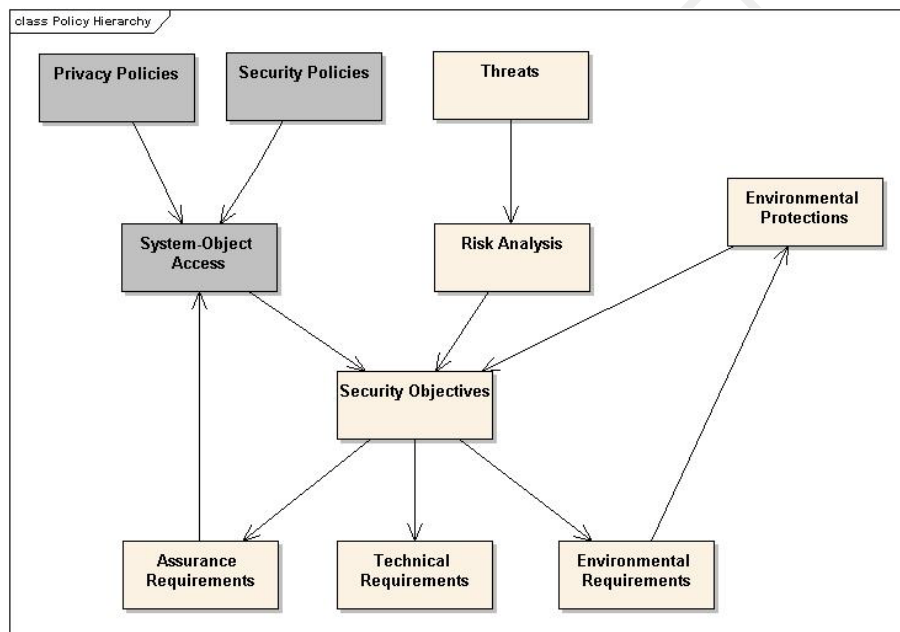 class Policy Hierarchy
Privacy Policies
Security Policies
Threats
Environmental
Protections
System-Object
Access
Risk Analysis
Security Objectives
Assurance
Requirements
Technical
Requirements
Environmental
Requirements